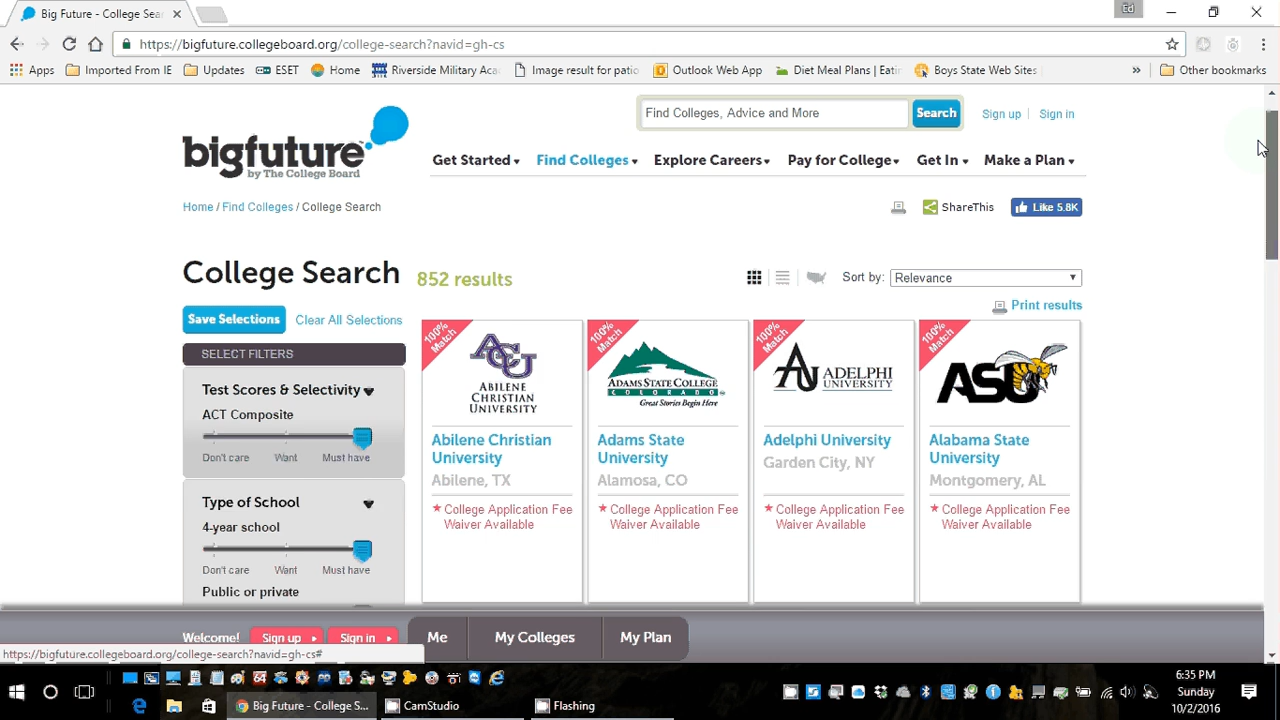 Big Future - College Sear
Ed
https://bigfuture.collegeboard.org/college-search?navid=gh-cs
Apps
Imported From IE
Updates
ESET
Home
Riverside Military Aca
Image result for patio
Outlook Web App
Diet Meal Plans | Eatin
Boys State Web Sites
»
Other bookmarks
bigfuture
by The College Board
Find Colleges, Advice and More
Search
Sign up
Sign in
Get Started
Find Colleges
Explore Careers
Pay for College
Get In
Make a Plan
Home / Find Colleges / College Search
ShareThis
Like 5.8K
College Search
852 results
Sort by:
Relevance
Save Selections
Clear All Selections
Print results
SELECT FILTERS
Test Scores & Selectivity
ACT Composite
Don't care
Want
Must have
Type of School
4-year school
Don't care
Want
Must have
Public or private
100% Match
ACU
ABILENE
CHRISTIAN
UNIVERSITY
Abilene Christian
University
Abilene, TX
College Application Fee
Waiver Available
100% Match
ADAMS STATE COLLEGE
COLORADO
Great Stories Begin Here
Adams State
University
Alamosa, CO
College Application Fee
Waiver Available
100% Match
AU ADELPHI
UNIVERSITY
Adelphi University
Garden City, NY
College Application Fee
Waiver Available
100% Match
ASU
Alabama State
University
Montgomery, AL
College Application Fee
Waiver Available
Welcome!
Sign up
Sign in
Me
My Colleges
My Plan
https://bigfuture.collegeboard.org/college-search?navid=gh-cs#
Big Future - College S...
CamStudio
Flashing
6:35 PM
Sunday
10/2/2016